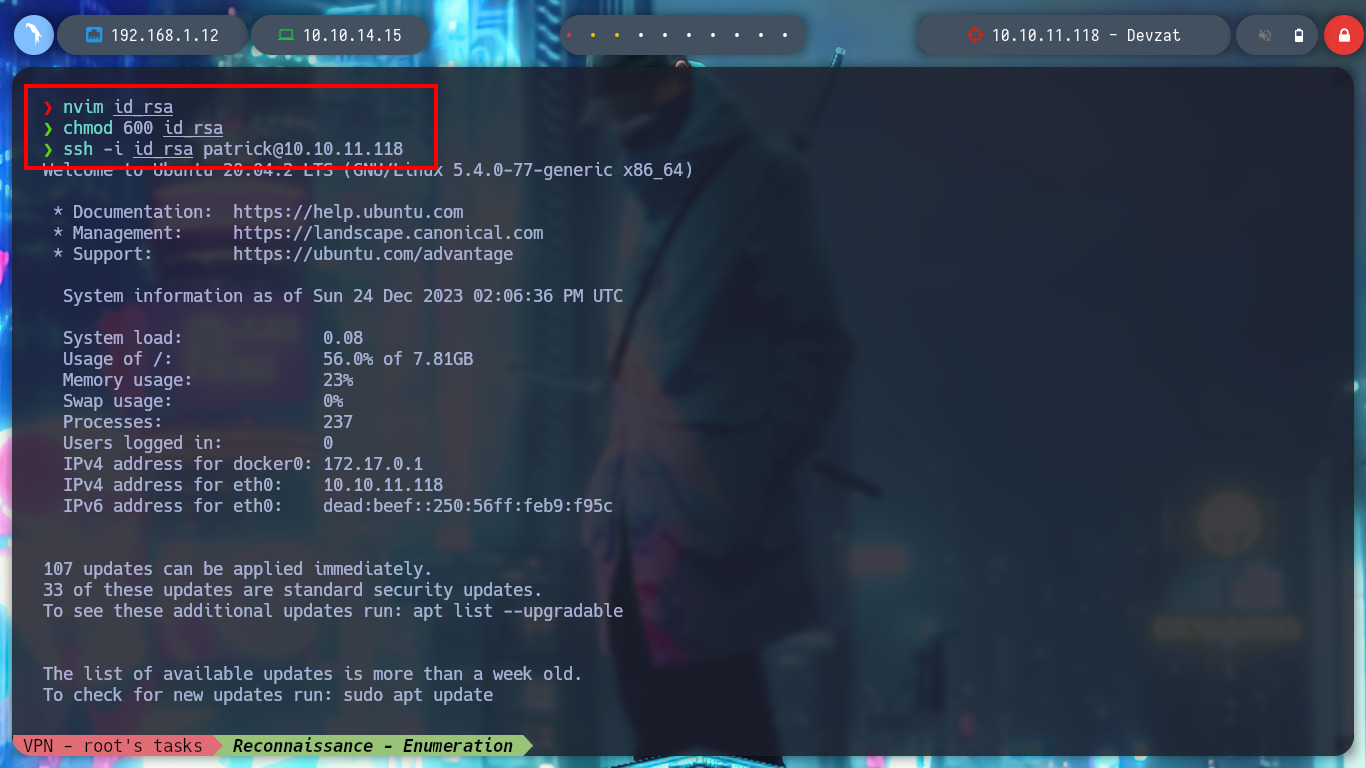 192.168.1.12
10.10.14.15
10.10.11.118 - Devzat
❯ nvim id_rsa
❯ chmod 600 id_rsa
❯ ssh -i id_rsa patrick@10.10.11.118
Welcome to Ubuntu 20.04.2 LTS (GNU/Linux 5.4.0-77-generic x86_64)
* Documentation: https://help.ubuntu.com
* Management: https://landscape.canonical.com
* Support: https://ubuntu.com/advantage
System information as of Sun 24 Dec 2023 02:06:36 PM UTC
System load: 0.08
Usage of /: 56.0% of 7.81GB
Memory usage: 23%
Swap usage: 0%
Processes: 237
Users logged in: 0
IPv4 address for docker0: 172.17.0.1
IPv4 address for eth0: 10.10.11.118
IPv6 address for eth0: dead:beef::250:56ff:feb9:f95c
107 updates can be applied immediately.
33 of these updates are standard security updates.
To see these additional updates run: apt list --upgradable
The list of available updates is more than a week old.
To check for new updates run: sudo apt update
VPN - root's tasks Reconnaissance - Enumeration